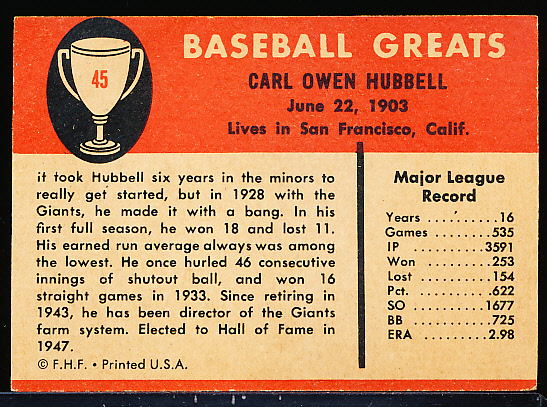 45
BASEBALL GREATS
CARL OWEN HUBBELL
June 22, 1903
Lives in San Francisco, Calif.
it took Hubbell six years in the minors to
really get started, but in 1928 with the
Giants, he made it with a bang. In his
first full season, he won 18 and lost 11.
His earned run average always was among
the lowest. He once hurled 46 consecutive
innings of shutout ball, and won 16
straight games in 1933. Since retiring in
1943, he has been director of the Giants
farm system. Elected to Hall of Fame in
1947.
© F.H.F. • Printed U.S.A.
Major League
Record
Years ..........16
Games ........535
IP ............3591
Won ..........253
Lost ..........154
Pct. ..........622
SO ..........1677
BB ............725
ERA ..........2.98